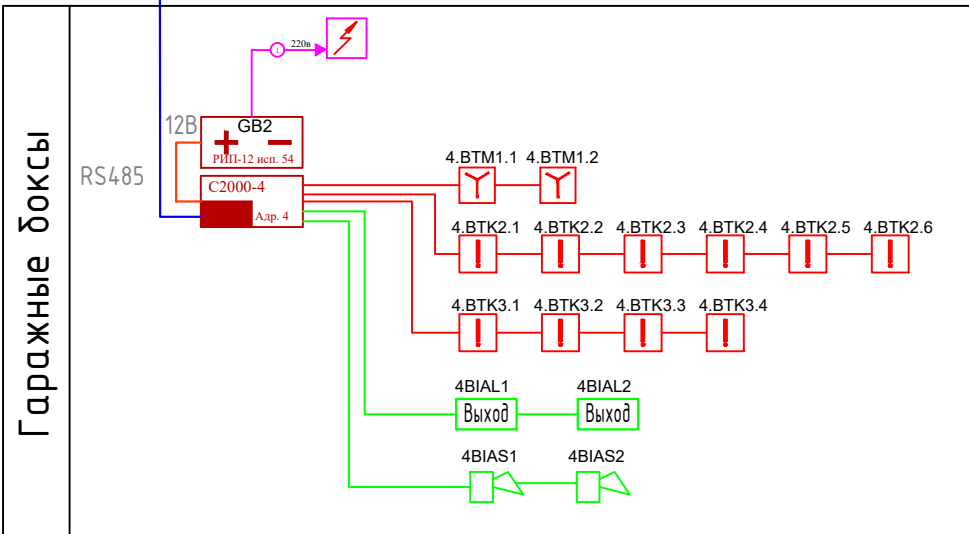 Гаражные боксы
RS485
1
220в
12В
GB2
+ −
РИП-12 исп. 54
С2000-4
Адр. 4
4.BTM1.1 4.BTM1.2
4.BTK2.1 4.BTK2.2 4.BTK2.3 4.BTK2.4 4.BTK2.5 4.BTK2.6
4.BTK3.1 4.BTK3.2 4.BTK3.3 4.BTK3.4
4BIAL1 4BIAL2
Выход Выход
4BIAS1 4BIAS2